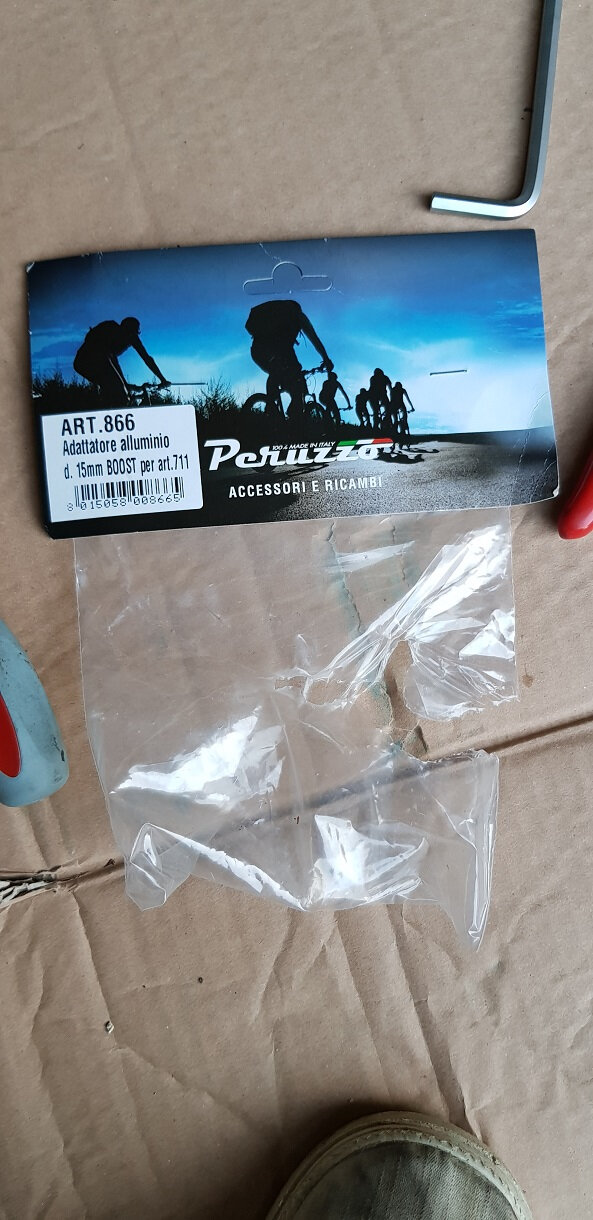 ART.866
Adattatore alluminio
d. 15mm BOOST per art.711
8 015058 008665
100% MADE IN ITALY
Peruzzo
ACCESSORI E RICAMBI